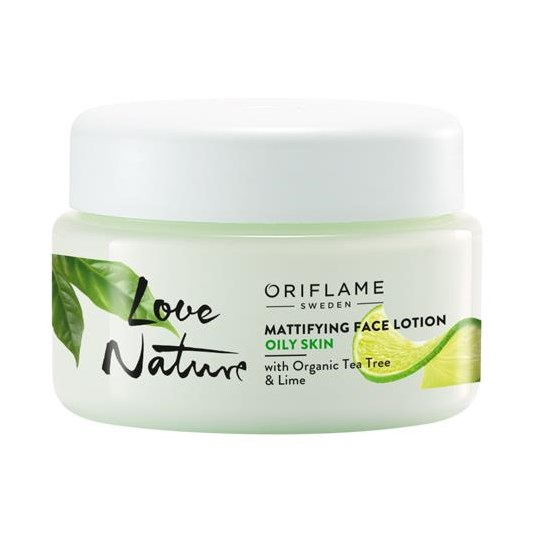 Love
Nature
ORIFLAME
SWEDEN
MATTIFYING FACE LOTION
OILY SKIN
with Organic Tea Tree
& Lime